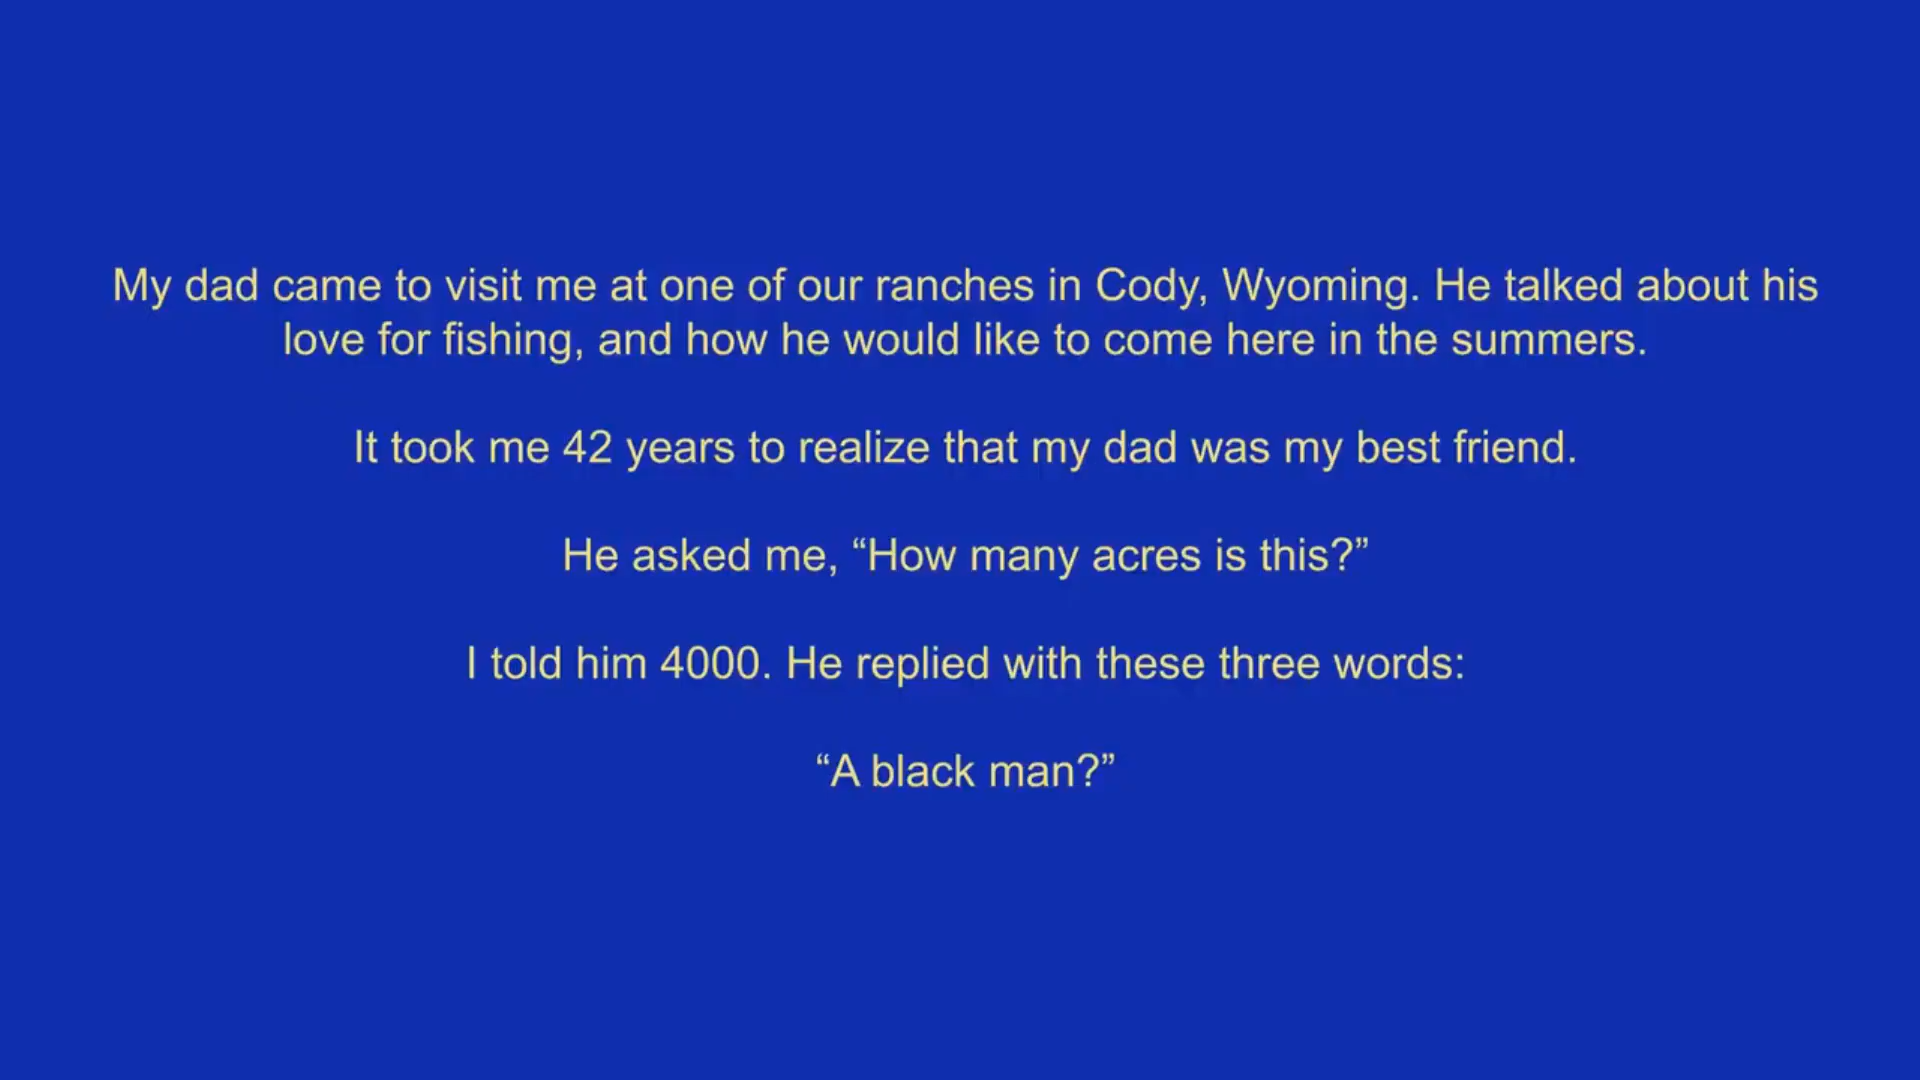 My dad came to visit me at one of our ranches in Cody, Wyoming. He talked about his
love for fishing, and how he would like to come here in the summers.
It took me 42 years to realize that my dad was my best friend.
He asked me, “How many acres is this?”
I told him 4000. He replied with these three words:
“A black man?”